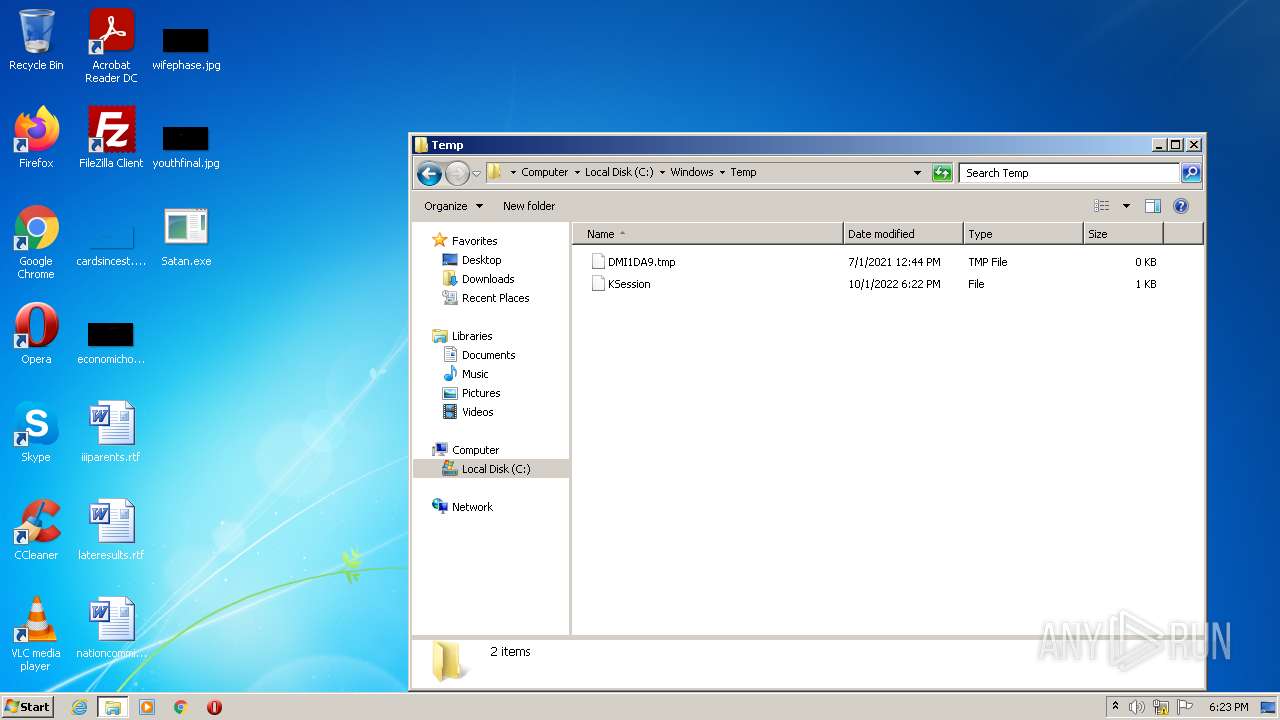 Recycle Bin
Acrobat
Reader DC
wifephase.jpg
Firefox
FileZilla Client
youthfinal.jpg
Google
Chrome
cardsincest....
Satan.exe
Opera
economicho...
Skype
iiiparents.rtf
CCleaner
lateresults.rtf
VLC media
player
nationcommi...
Temp
Computer Local Disk (C:) Windows Temp
Search Temp
Organize New folder
Name Date modified Type Size
DMI1DA9.tmp 7/1/2021 12:44 PM TMP File 0 KB
KSession 10/1/2022 6:22 PM File 1 KB
Favorites
Desktop
Downloads
Recent Places
Libraries
Documents
Music
Pictures
Videos
Computer
Local Disk (C:)
Network
2 items
ANY RUN
Start
6:23 PM